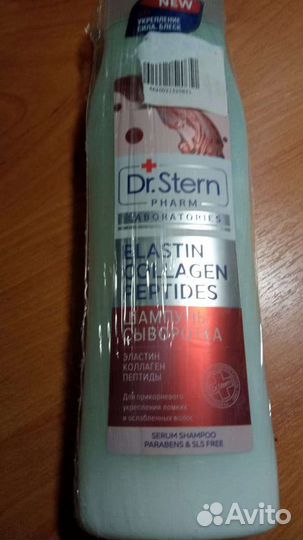 NEW
УКРЕПЛЕНИЕ
СИЛА, БЛЕСК
Dr.Stern
PHARM
LABORATORIES
ELASTIN
COLLAGEN
PEPTIDES
ШАМПУНЬ
СЫВОРОТКА
ЭЛАСТИН
КОЛЛАГЕН
ПЕПТИДЫ
Для прикорневого
укрепления ломких
и ослабленных волос
SERUM SHAMPOO
PARABENS & SLS FREE
Avito